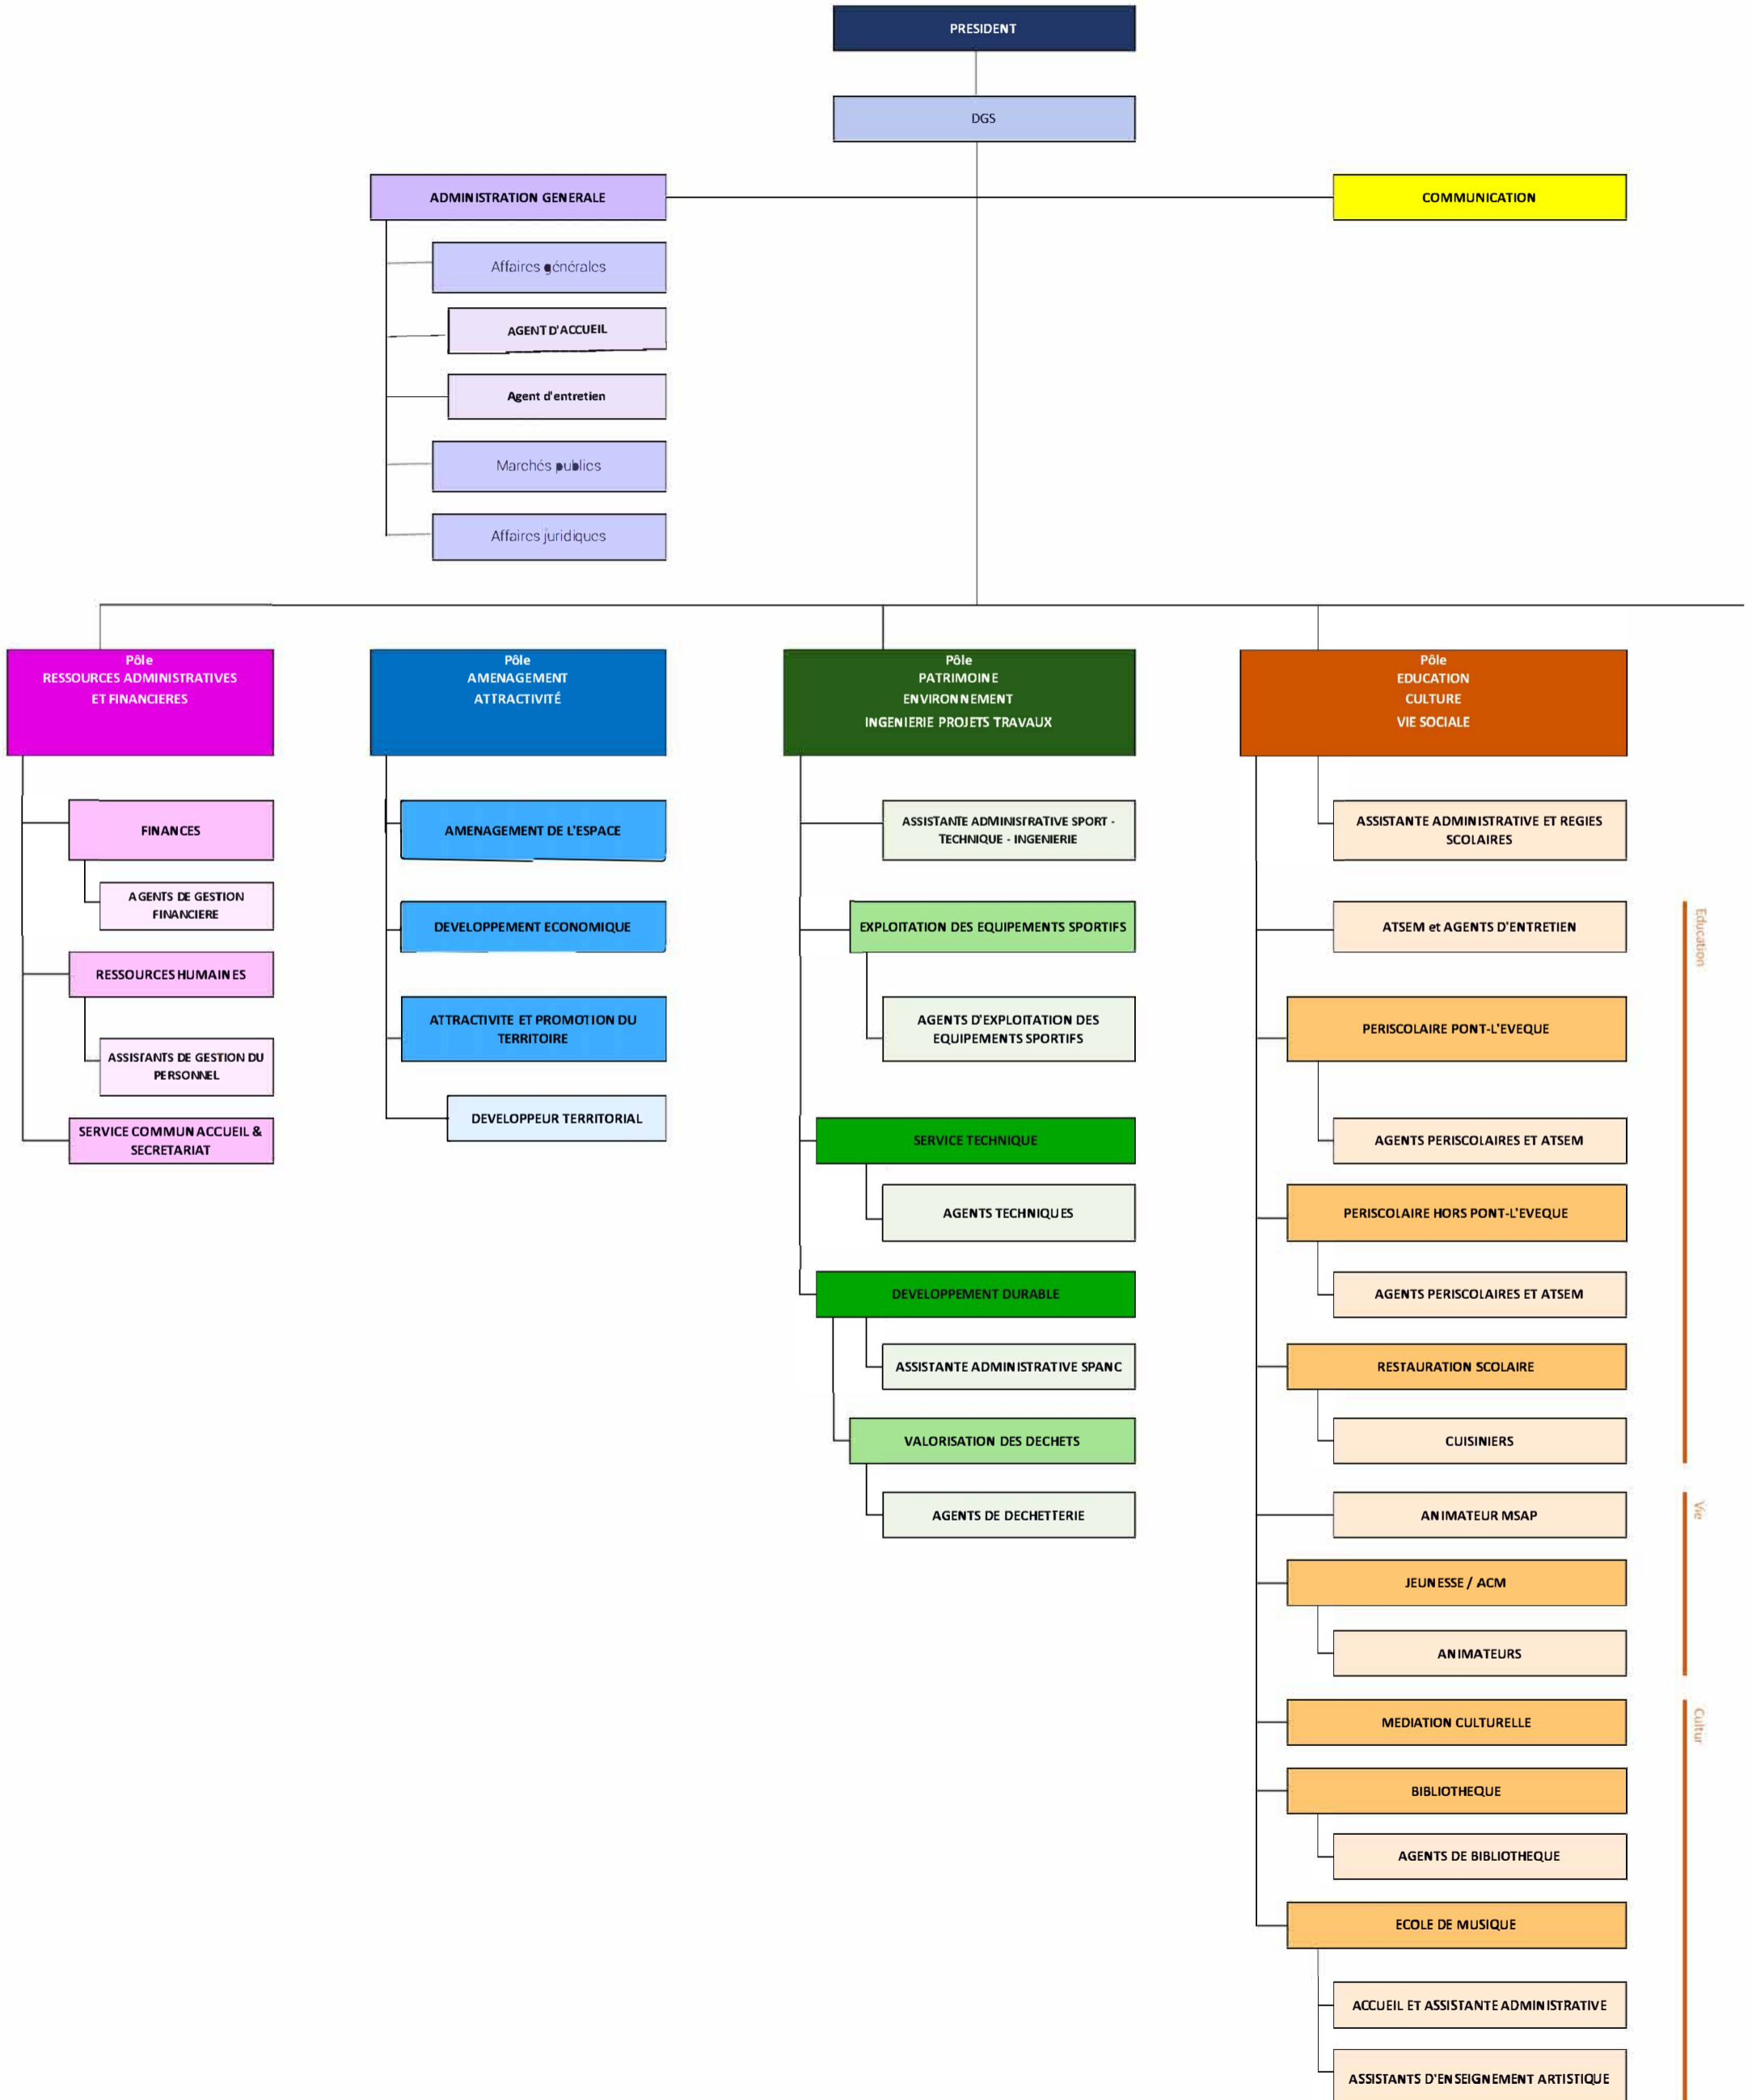 PRESIDENT
DGS
ADMINISTRATION GENERALE
COMMUNICATION
Affaires générales
AGENT D'ACCUEIL
Agent d'entretien
Marchés publics
Affaires juridiques
Pôle
RESSOURCES ADMINISTRATIVES
ET FINANCIERES
FINANCES
AGENTS DE GESTION
FINANCIERE
RESSOURCES HUMAINES
ASSISTANTS DE GESTION DU
PERSONNEL
SERVICE COMMUN ACCUEIL &
SECRETARIAT
Pôle
AMENAGEMENT
ATTRACTIVITÉ
AMENAGEMENT DE L'ESPACE
DEVELOPPEMENT ECONOMIQUE
ATTRACTIVITE ET PROMOTION DU
TERRITOIRE
DEVELOPPEUR TERRITORIAL
Pôle
PATRIMOINE
ENVIRONNEMENT
INGENIERIE PROJETS TRAVAUX
ASSISTANTE ADMINISTRATIVE SPORT -
TECHNIQUE - INGENIERIE
EXPLOITATION DES EQUIPEMENTS SPORTIFS
AGENTS D'EXPLOITATION DES
EQUIPEMENTS SPORTIFS
SERVICE TECHNIQUE
AGENTS TECHNIQUES
DEVELOPPEMENT DURABLE
ASSISTANTE ADMINISTRATIVE SPANC
VALORISATION DES DECHETS
AGENTS DE DECHETTERIE
Pôle
EDUCATION
CULTURE
VIE SOCIALE
ASSISTANTE ADMINISTRATIVE ET REGIES
SCOLAIRES
ATSEM et AGENTS D'ENTRETIEN
PERISCOLAIRE PONT-L'EVEQUE
AGENTS PERISCOLAIRES ET ATSEM
PERISCOLAIRE HORS PONT-L'EVEQUE
AGENTS PERISCOLAIRES ET ATSEM
RESTAURATION SCOLAIRE
CUISINIERS
ANIMATEUR MSAP
JEUNESSE / ACM
ANIMATEURS
MEDIATION CULTURELLE
BIBLIOTHEQUE
AGENTS DE BIBLIOTHEQUE
ECOLE DE MUSIQUE
ACCUEIL ET ASSISTANTE ADMINISTRATIVE
ASSISTANTS D'ENSEIGNEMENT ARTISTIQUE
Education
Vie
Cultur